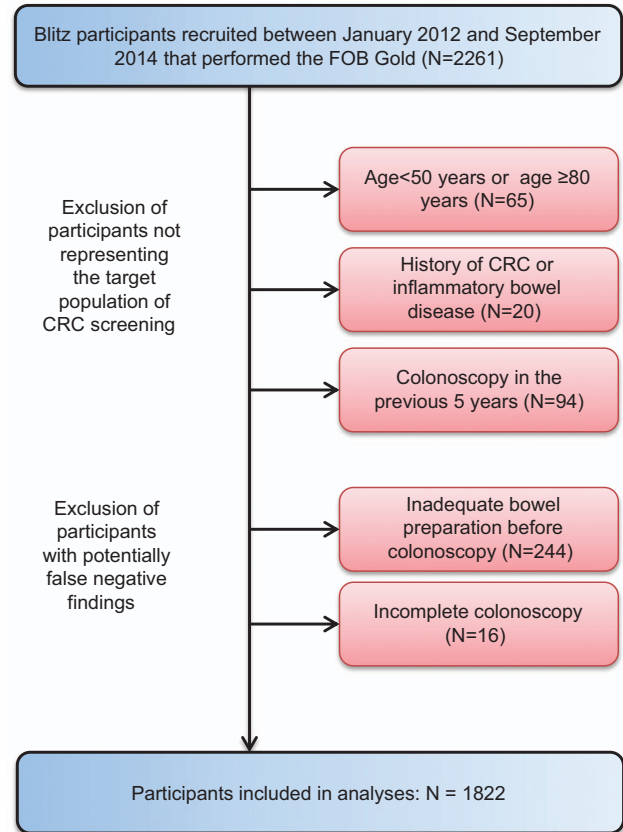 Blitz participants recruited between January 2012 and September
2014 that performed the FOB Gold (N=2261)
Exclusion of
participants not
representing
the target
population of
CRC screening
Age<50 years or age ≥80
years (N=65)
History of CRC or
inflammatory bowel
disease (N=20)
Colonoscopy in the
previous 5 years (N=94)
Exclusion of
participants
with potentially
false negative
findings
Inadequate bowel
preparation before
colonoscopy (N=244)
Incomplete colonoscopy
(N=16)
Participants included in analyses: N = 1822